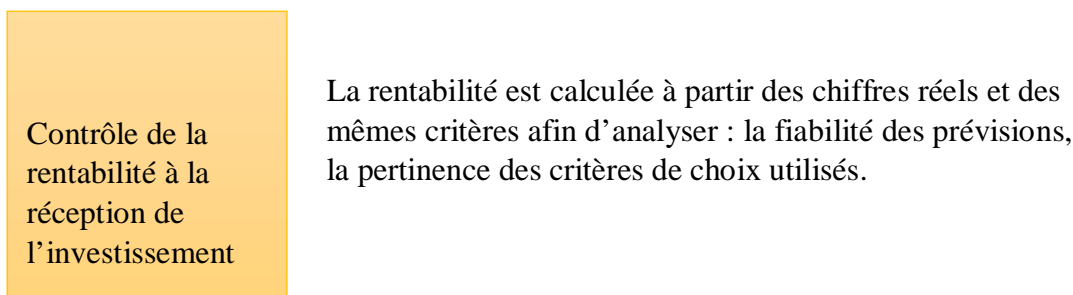 Contrôle de la
rentabilité à la
réception de
l’investissement
La rentabilité est calculée à partir des chiffres réels et des
mêmes critères afin d’analyser : la fiabilité des prévisions,
la pertinence des critères de choix utilisés.